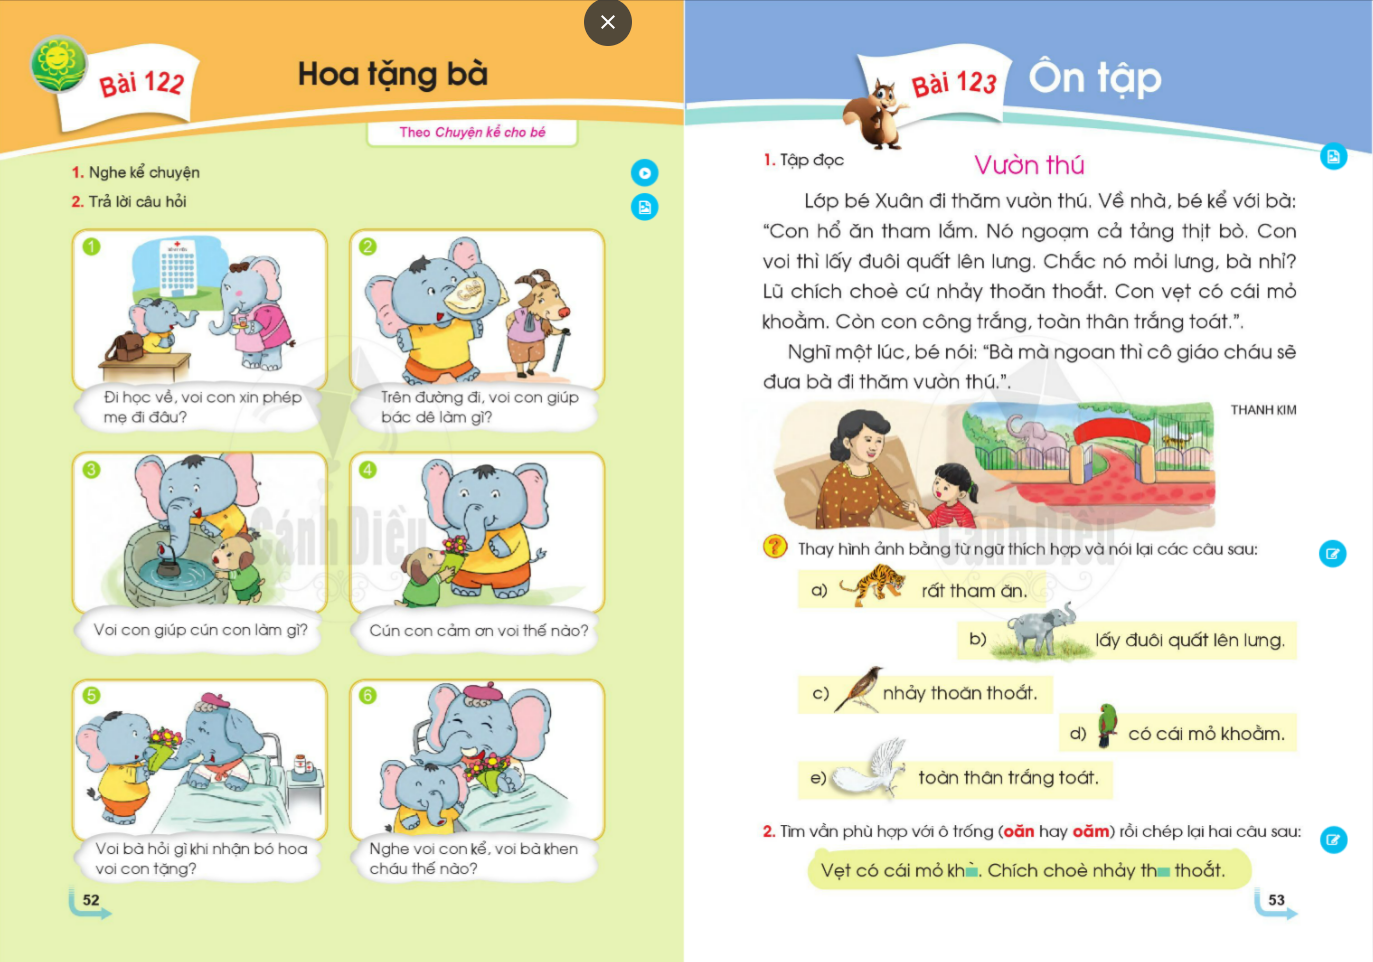 Bài 122
Hoa tặng bà
Theo Chuyện kể cho bé
1. Nghe kể chuyện
2. Trả lời câu hỏi
1
Đi học về, voi con xin phép
mẹ đi đâu?
2
Trên đường đi, voi con giúp
bác dê làm gì?
3
Voi con giúp cún con làm gì?
4
Cún con cảm ơn voi thế nào?
5
Voi bà hỏi gì khi nhận bó hoa
voi con tặng?
6
Nghe voi con kể, voi bà khen
cháu thế nào?
52
Bài 123
Ôn tập
1. Tập đọc
Vườn thú
Lớp bé Xuân đi thăm vườn thú. Về nhà, bé kể với bà:
“Con hổ ăn tham lắm. Nó ngoạm cả tảng thịt bò. Con
voi thì lấy đuôi quất lên lưng. Chắc nó mỏi lưng, bà nhỉ?
Lũ chích choè cứ nhảy thoăn thoắt. Con vẹt có cái mỏ
khoằm. Còn con công trắng, toàn thân trắng toát.”.
Nghĩ một lúc, bé nói: “Bà mà ngoan thì cô giáo cháu sẽ
đưa bà đi thăm vườn thú.”.
THANH KIM
? Thay hình ảnh bằng từ ngữ thích hợp và nói lại các câu sau:
a) rất tham ăn.
b) lấy đuôi quất lên lưng.
c) nhảy thoăn thoắt.
d) có cái mỏ khoằm.
e) toàn thân trắng toát.
2. Tìm vần phù hợp với ô trống (oăn hay oăm) rồi chép lại hai câu sau:
Vẹt có cái mỏ kh . Chích choè nhảy th thoắt.
53
Cánh Diều
Cánh Diều